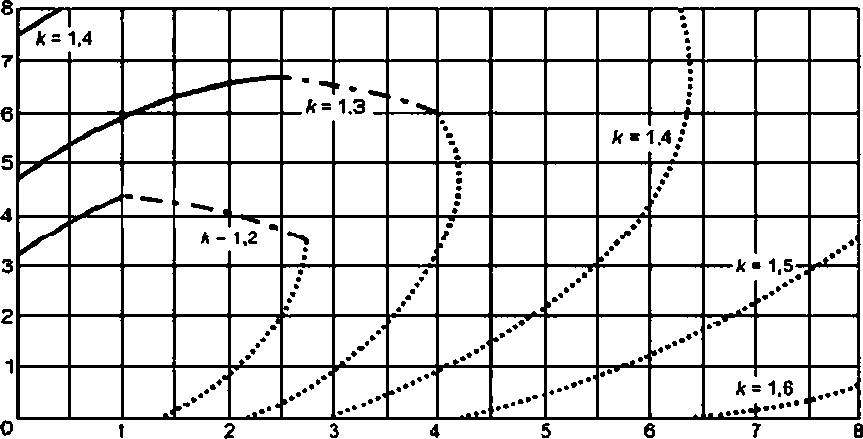 8
k = 1,4
7
6
k = 1,3
k = 1,4
5
4
k - 1,2
3
k = 1,5
2
1
k = 1,6
0 1 2 3 4 5 6 7 8